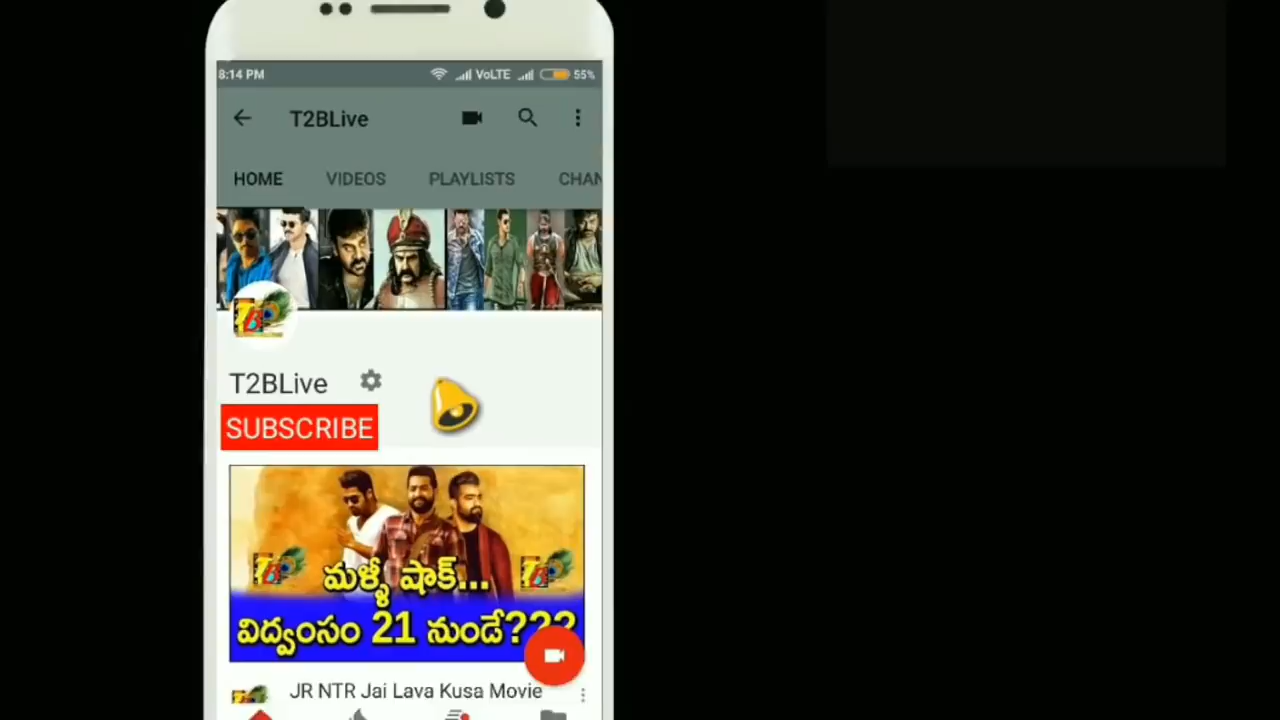 8:14 PM VoLTE 55%
T2BLive
HOME VIDEOS PLAYLISTS CHAN
T2BLive
SUBSCRIBE
మళ్ళీ షాక్...
విద్వంసం 21 నుండే???
JR NTR Jai Lava Kusa Movie